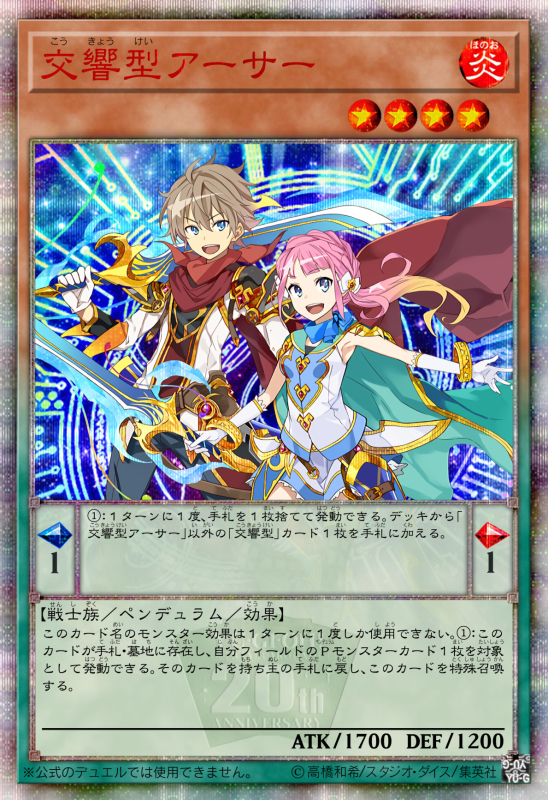 こう きょう けい
交響型アーサー
ほのお
炎
①:1ターンに1度、手札を1枚捨てて発動できる。デッキから「
交響型アーサー」以外の「交響型」カード1枚を手札に加える。
1
1
【戦士族/ペンデュラム/効果】
このカード名のモンスター効果は1ターンに1度しか使用できない。①:この
カードが手札・墓地に存在し、自分フィールドのPモンスターカード1枚を対象
として発動できる。そのカードを持ち主の手札に戻し、このカードを特殊召喚
する。
20th
ANNIVERSARY
ATK/1700 DEF/1200
※公式のデュエルでは使用できません。 ©高橋和希/スタジオ・ダイス/集英社